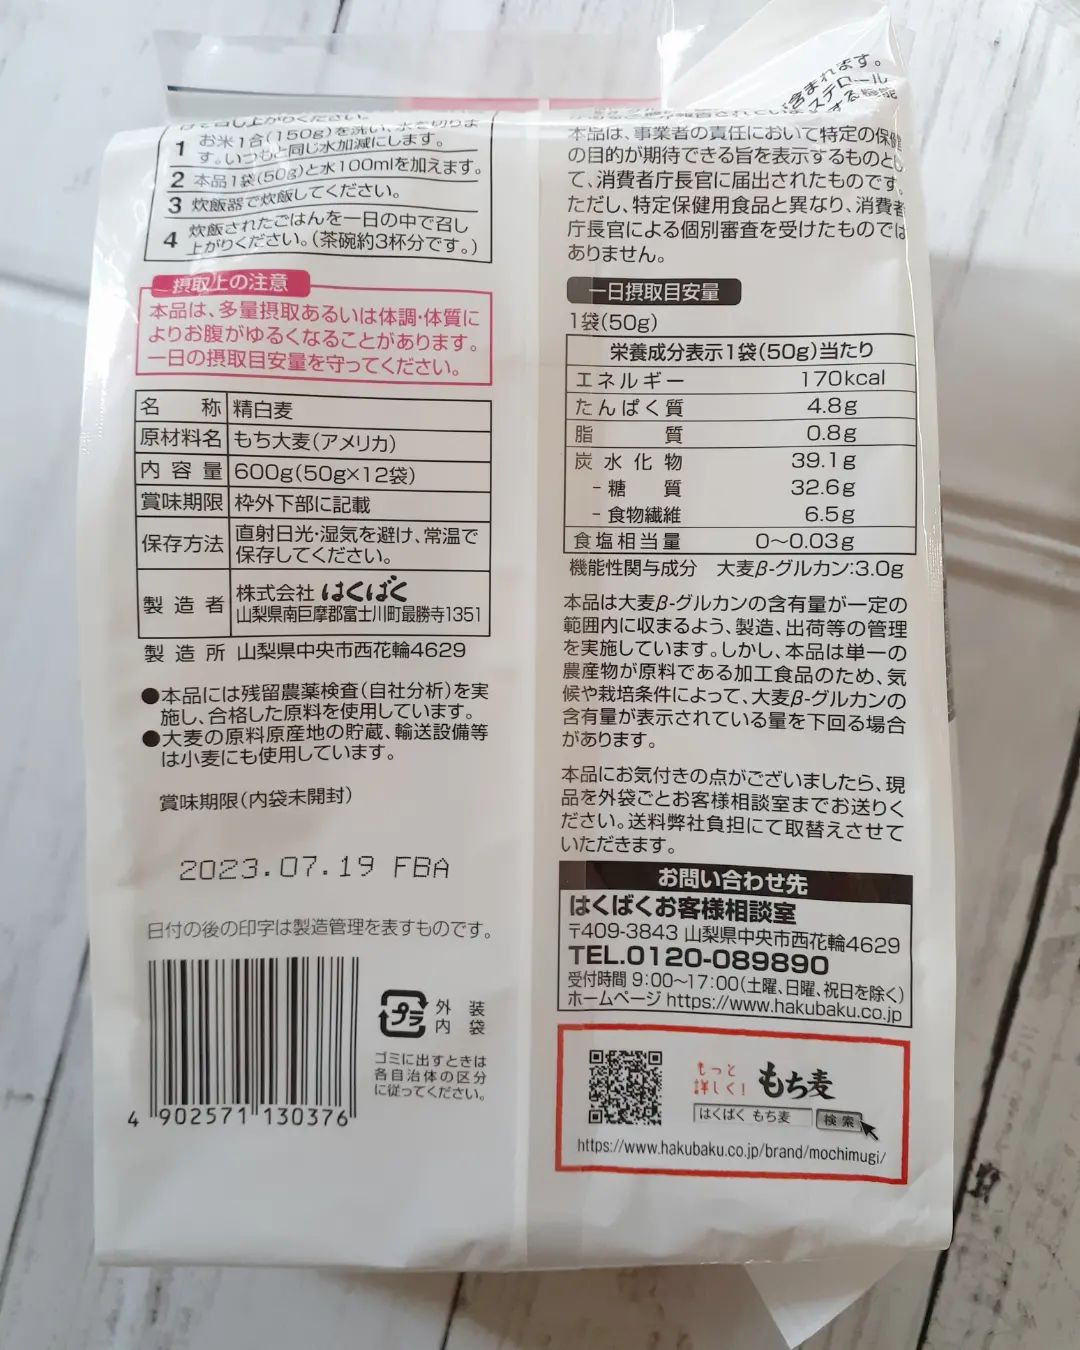 て召し上がりください。
1 お米1合(150g)を洗い、水を切りま
す。いつもと同じ水加減にします。
2 本品1袋(50g)と水100mlを加えます。
3 炊飯器で炊飯してください。
4 炊飯されたごはんを一日の中で召し
上がりください。(茶碗約3杯分です。)
摂取上の注意
本品は、多量摂取あるいは体調・体質に
よりお腹がゆるくなることがあります。
一日の摂取目安量を守ってください。
名 称 精白麦
原材料名 もち大麦(アメリカ)
内容量 600g(50g×12袋)
賞味期限 枠外下部に記載
保存方法 直射日光・湿気を避け、常温で
保存してください。
製造者 株式会社 はくばく
山梨県南巨摩郡富士川町最勝寺1351
製造所 山梨県中央市西花輪4629
●本品には残留農薬検査(自社分析)を実
施し、合格した原料を使用しています。
●大麦の原料原産地の貯蔵、輸送設備等
は小麦にも使用しています。
賞味期限(内袋未開封)
2023.07.19 FBA
日付の後の印字は製造管理を表すものです。
4 902571 130376
プラ
外装
内袋
ゴミに出すときは
各自治体の区分
に従ってください。
含まれます。
ステロール
する機能
本品は、事業者の責任において特定の保健
の目的が期待できる旨を表示するものとし
て、消費者庁長官に届出されたものです。
ただし、特定保健用食品と異なり、消費者
庁長官による個別審査を受けたものでは
ありません。
一日摂取目安量
1袋(50g)
栄養成分表示1袋(50g)当たり
エネルギー 170kcal
たんぱく質 4.8g
脂質 0.8g
炭水化物 39.1g
-糖質 32.6g
-食物繊維 6.5g
食塩相当量 0〜0.03g
機能性関与成分 大麦β-グルカン:3.0g
本品は大麦β-グルカンの含有量が一定の
範囲内に収まるよう、製造、出荷等の管理
を実施しています。しかし、本品は単一の
農産物が原料である加工食品のため、気
候や栽培条件によって、大麦β-グルカンの
含有量が表示されている量を下回る場合
があります。
本品にお気付きの点がございましたら、現
品を外袋ごとお客様相談室までお送りく
ださい。送料弊社負担にて取替えさせて
いただきます。
お問い合わせ先
はくばくお客様相談室
〒409-3843 山梨県中央市西花輪4629
TEL.0120-089890
受付時間 9:00〜17:00(土曜、日曜、祝日を除く)
ホームページ https://www.hakubaku.co.jp
もっと
詳しく! もち麦
はくばく もち麦 検索
https://www.hakubaku.co.jp/brand/mochimugi/